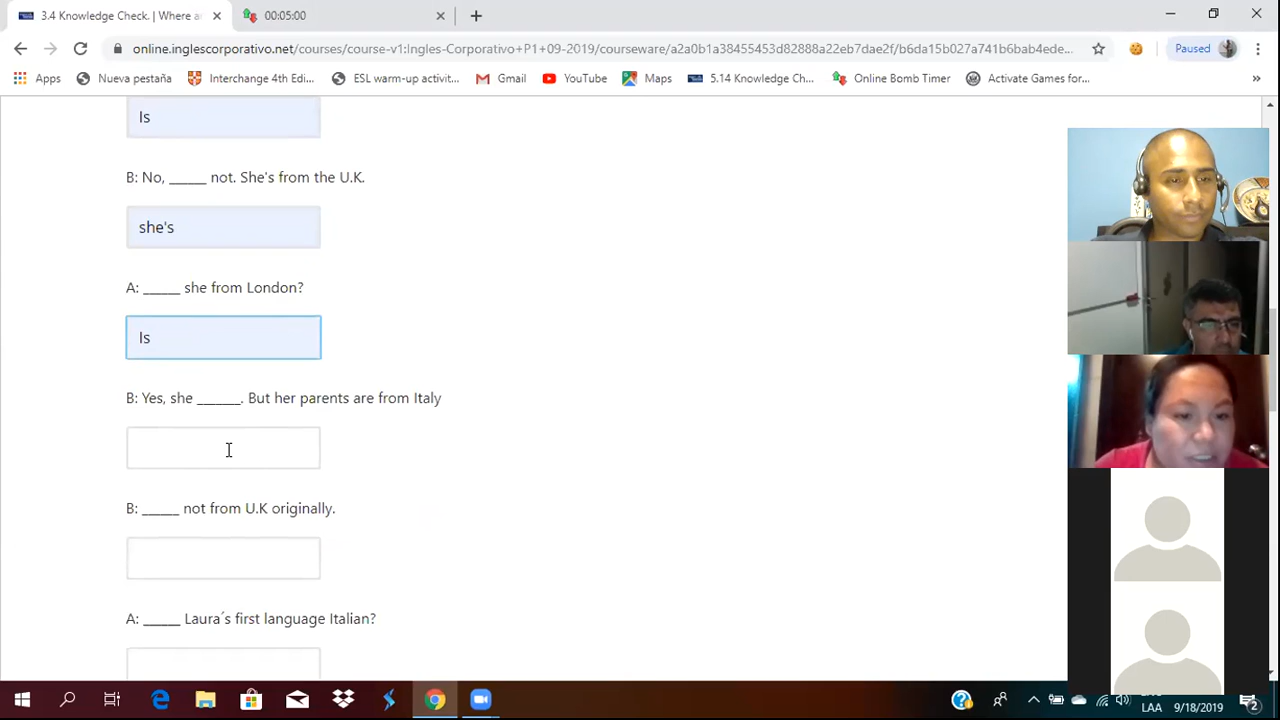 3.4 Knowledge Check. | Where a
00:05:00
online.inglescorporativo.net/courses/course-v1:Ingles-Corporativo+P1+09-2019/courseware/a2a0b1a38455453d82888a22eb7dae2f/b6da15b027a741b6bab4ede...
Paused
Apps
Nueva pestaña
Interchange 4th Edi...
ESL warm-up activit...
Gmail
YouTube
Maps
5.14 Knowledge Ch...
Online Bomb Timer
Activate Games for...
»
Is
B: No, _____ not. She's from the U.K.
she's
A: _____ she from London?
Is
B: Yes, she ______. But her parents are from Italy
B: _____ not from U.K originally.
A: _____ Laura´s first language Italian?
LAA
9/18/2019
2